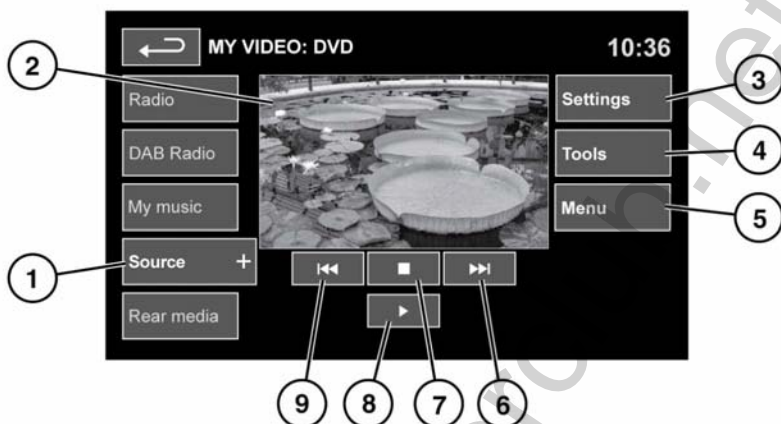 MY VIDEO: DVD 10:36
2
Radio
Settings
3
DAB Radio
Tools
4
My music
Menu
5
1
Source +
Rear media
9 8 7 6